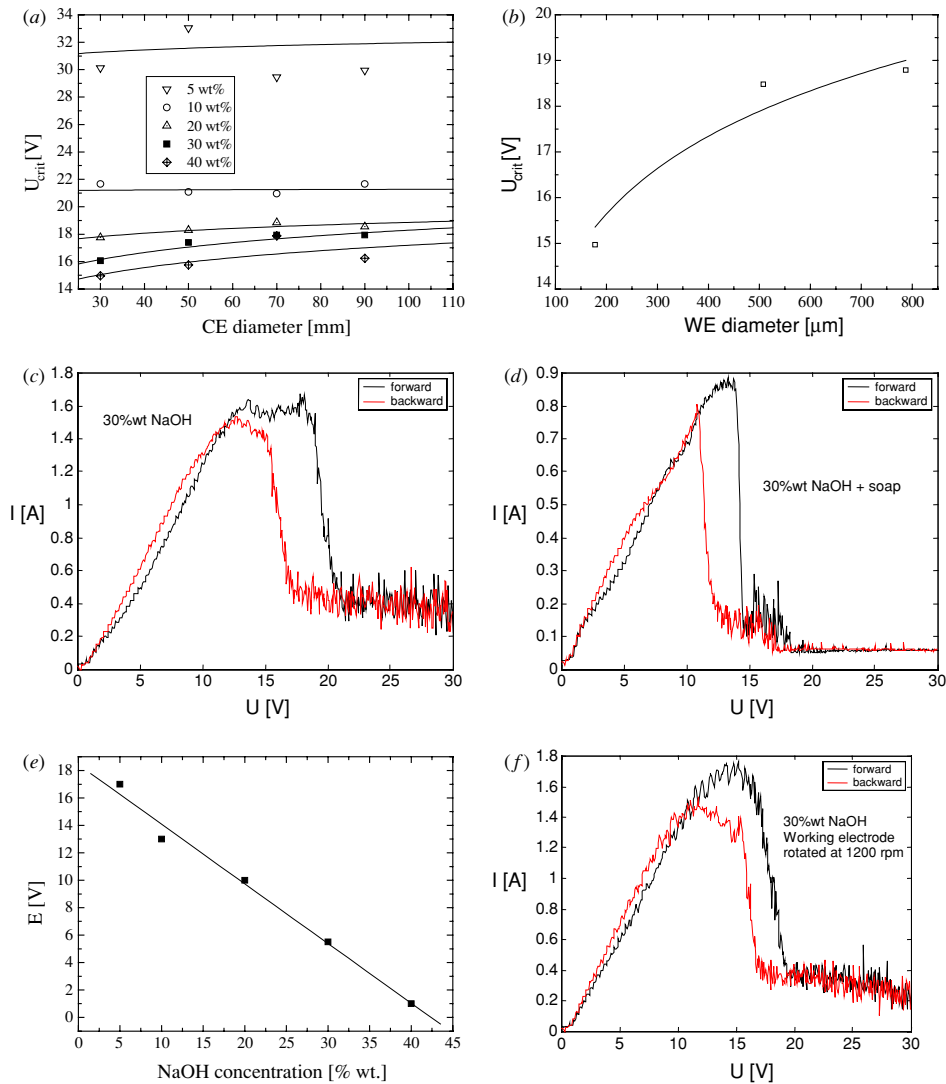 (a)
34
32
30
28
26
24
22
20
18
16
14
U_crit [V]
5 wt%
10 wt%
20 wt%
30 wt%
40 wt%
30 40 50 60 70 80 90 100 110
CE diameter [mm]
(b)
19
18
17
16
15
14
U_crit [V]
100 200 300 400 500 600 700 800
WE diameter [μm]
(c)
1.8
1.6
1.4
1.2
1
0.8
0.6
0.4
0.2
0
I [A]
30%wt NaOH
forward
backward
0 5 10 15 20 25 30
U [V]
(d)
0.9
0.8
0.7
0.6
0.5
0.4
0.3
0.2
0.1
0
I [A]
forward
backward
30%wt NaOH + soap
0 5 10 15 20 25 30
U [V]
(e)
18
16
14
12
10
8
6
4
2
0
E [V]
0 5 10 15 20 25 30 35 40 45
NaOH concentration [% wt.]
(f)
1.8
1.6
1.4
1.2
1
0.8
0.6
0.4
0.2
0
I [A]
forward
backward
30%wt NaOH
Working electrode
rotated at 1200 rpm
0 5 10 15 20 25 30
U [V]